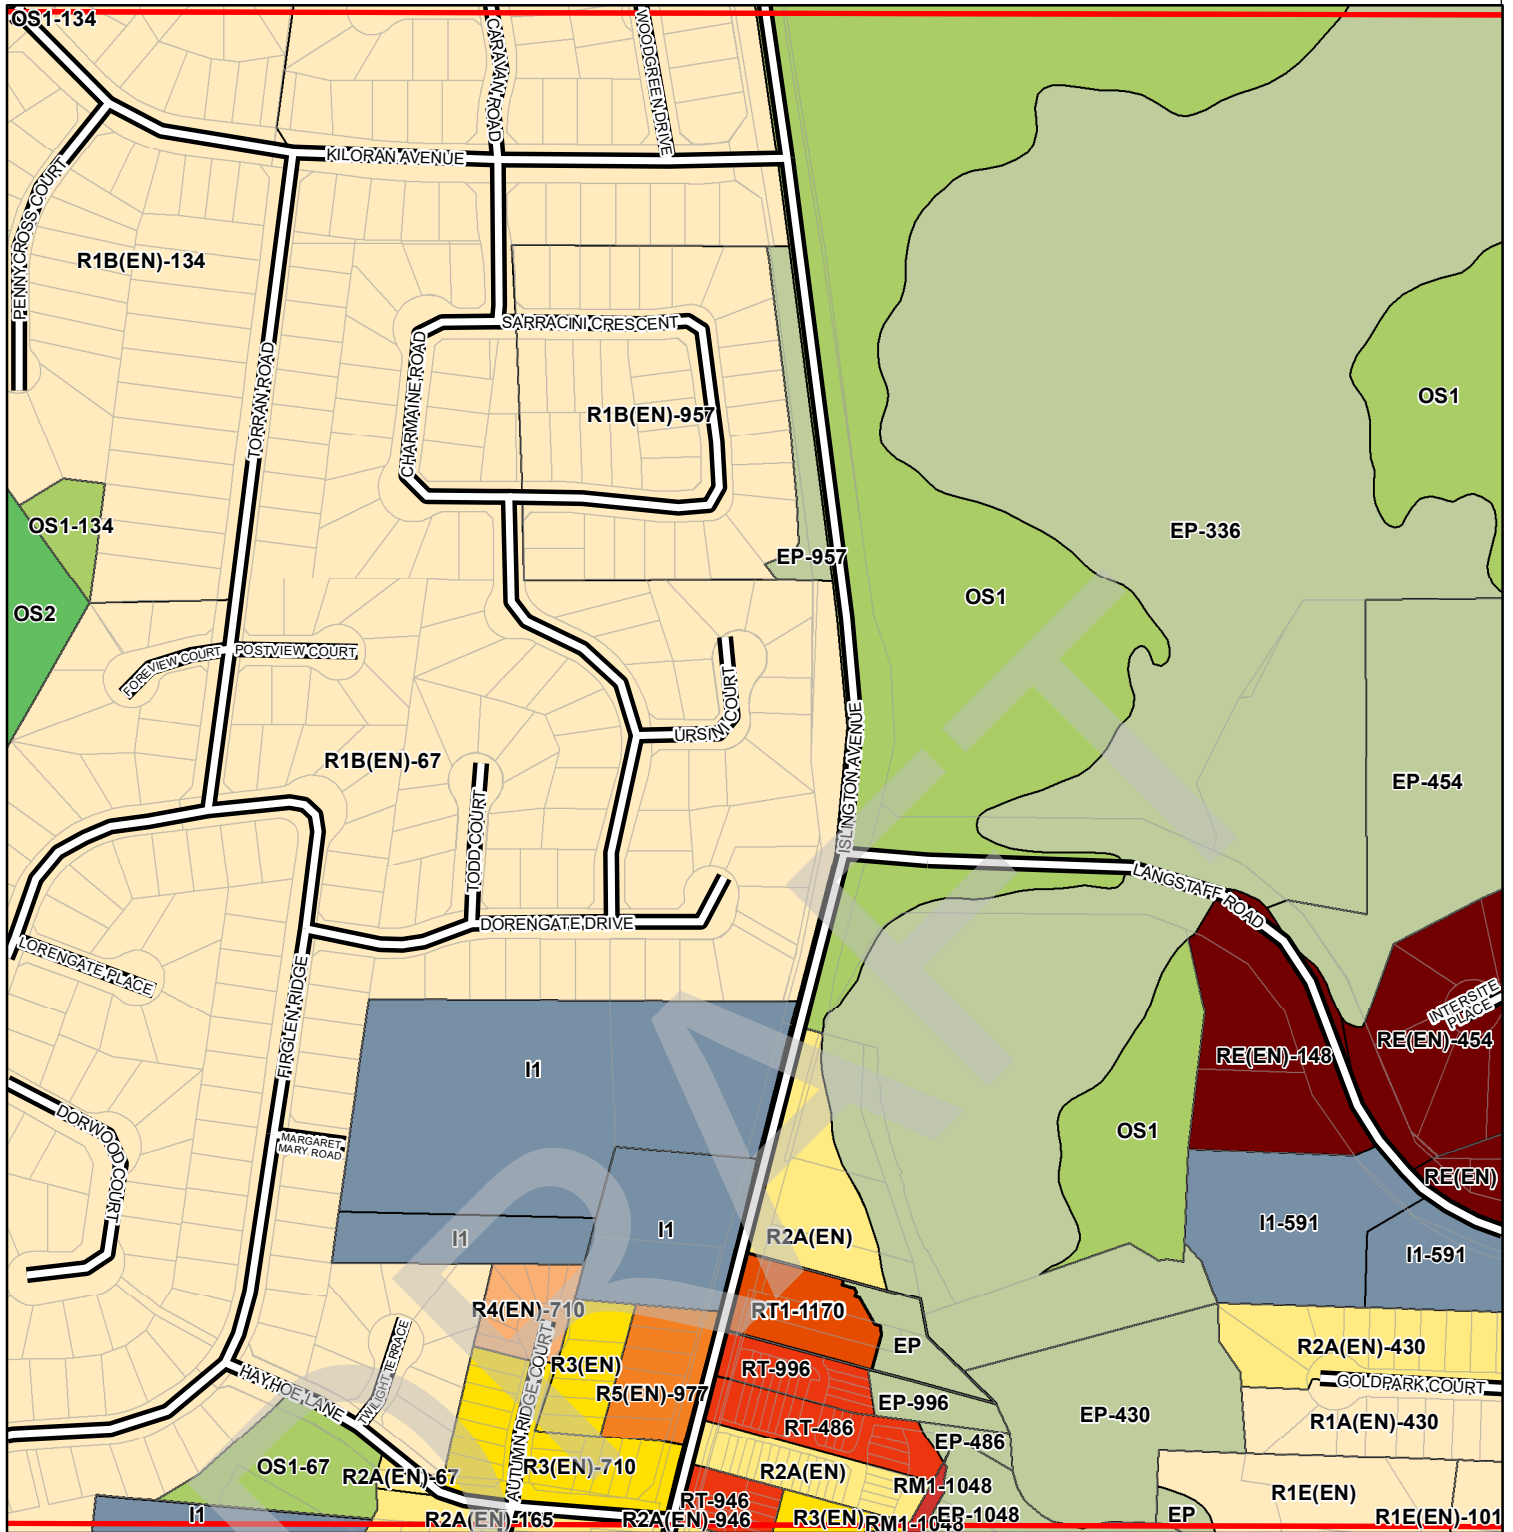 OS1-134
CARAVAN ROAD
WOODGREEN DRIVE
KILORAN AVENUE
PENNYCROSS COURT
R1B(EN)-134
SARRACINI CRESCENT
TORRAN ROAD
CHARMAINE ROAD
R1B(EN)-957
OS1
OS1-134
EP-336
EP-957
OS1
OS2
FOREVIEW COURT
POSTVIEW COURT
URSINI COURT
ISLINGTON AVENUE
R1B(EN)-67
EP-454
TODD COURT
LANGSTAFF ROAD
DORENGATE DRIVE
LORENGATE PLACE
FIRGLEN RIDGE
INTERSITE
PLACE
I1
RE(EN)-148
RE(EN)-454
DORWOOD COURT
MARGARET
MARY ROAD
OS1
RE(EN)
I1
I1
R2A(EN)
I1-591
I1-591
R4(EN)-710
RT1-1170
TWILIGHT TERRACE
AUTUMN RIDGE COURT
R3(EN)
EP
R2A(EN)-430
RT-996
GOLDPARK COURT
HAYHOE LANE
R5(EN)-977
EP-996
EP-430
R1A(EN)-430
RT-486
EP-486
OS1-67
R2A(EN)-67
R3(EN)-710
R2A(EN)
RM1-1048
R1E(EN)
RT-946
I1
R2A(EN)-165
R2A(EN)-946
R3(EN)
RM1-1048
EP-1048
EP
R1E(EN)-101
DRAFT